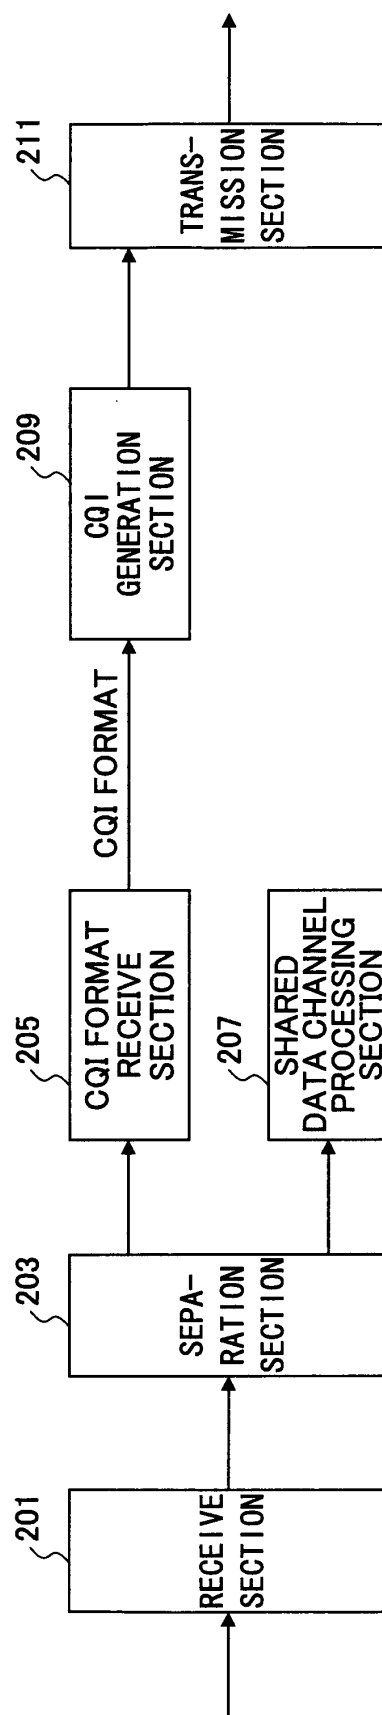 201
RECEIVE
SECTION
203
SEPA-
RATION
SECTION
205
CQI FORMAT
RECEIVE
SECTION
207
SHARED
DATA CHANNEL
PROCESSING
SECTION
CQI FORMAT
209
CQI
GENERATION
SECTION
211
TRANS-
MISSION
SECTION